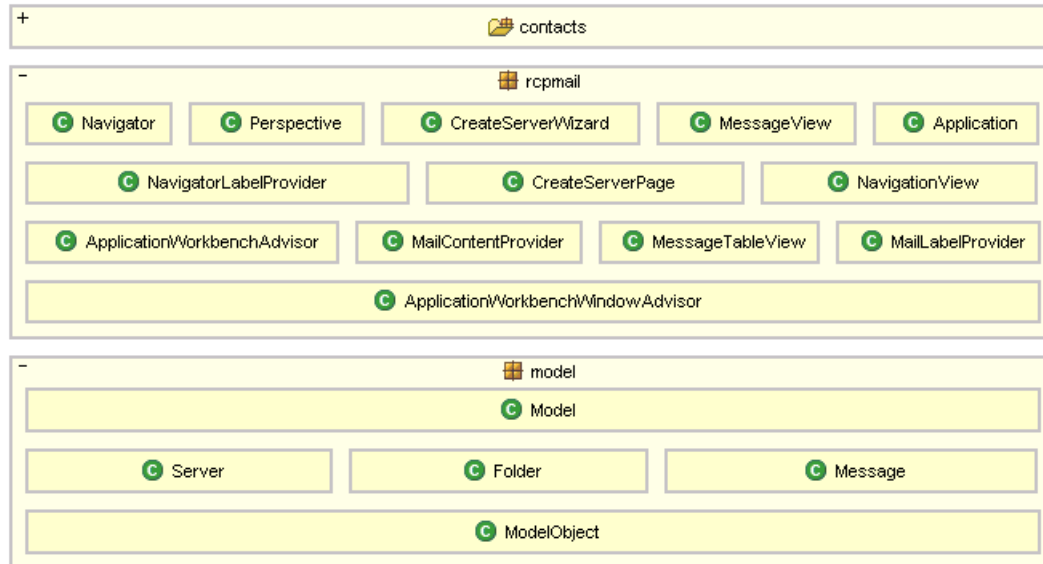 + contacts
- rcpmail
C Navigator C Perspective C CreateServerWizard C MessageView C Application
C NavigatorLabelProvider C CreateServerPage C NavigationView
C ApplicationWorkbenchAdvisor C MailContentProvider C MessageTableView C MailLabelProvider
C ApplicationWorkbenchWindowAdvisor
- model
C Model
C Server C Folder C Message
C ModelObject